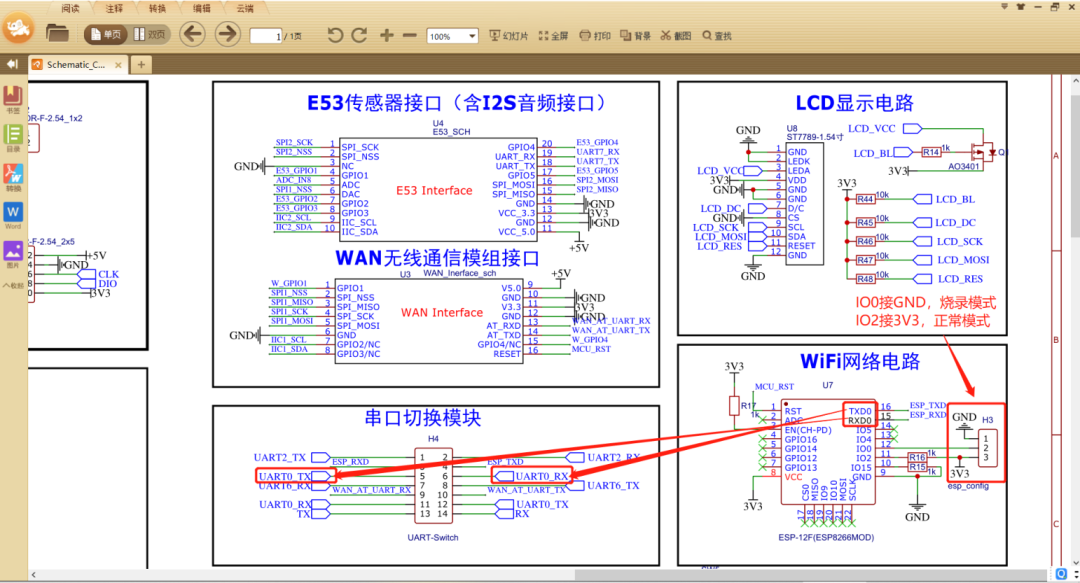 阅读 注释 转换 编辑 云端
单页 双页 1 /1页 100% 幻灯片 全屏 打印 背景 截图 查找
Schematic_C...
书签
目录
转换
Word
图片
OR-F-2.54_1x2
-F-2.54_2x5
+5V
GND
CLK
DIO
3V3
E53传感器接口（含I2S音频接口）
U4
E53_SCH
SPI2_SCK 1 SPI_SCK GPIO4 20 E53_GPIO4
SPI2_NSS 2 SPI_NSS UART_RX 19 UART7_RX
GND 3 NC UART_TX 18 UART7_TX
E53_GPIO1 4 GPIO1 GPIO5 17 E53_GPIO5
ADC_IN5 5 ADC SPI_MOSI 16 SPI2_MOSI
SPI1_NSS 6 DAC SPI_MISO 15 SPI2_MISO
E53_GPIO2 7 GPIO2 GND 14 GND
E53_GPIO3 8 GPIO3 VCC_3.3 13 3V3
IIC2_SCL 9 IIC_SCL GND 12 GND
IIC2_SDA 10 IIC_SDA VCC_5.0 11
E53 Interface
+5V
WAN无线通信模组接口
U3 WAN_Inerface_sch
+5V
W_GPIO1 1 GPIO1 V5.0 9
SPI1_NSS 2 SPI_NSS GND 10 GND
SPI1_MISO 3 SPI_MISO V3.3 11 3V3
SPI1_SCK 4 SPI_SCK GND 12 GND
SPI1_MOSI 5 SPI_MOSI AT_RXD 13 WAN_AT_UART_RX
GND 6 GND AT_TXD 14 WAN_AT_UART_TX
IIC1_SCL 7 GPIO2/NC GPIO4/NC 15 W_GPIO4
IIC1_SDA 8 GPIO3/NC RESET 16 MCU_RST
WAN Interface
串口切换模块
H4
UART2_TX 1 2 UART2_RX
ESP_RXD 4 ESP_TXD
UART0_TX 5 6 UART0_RX
UART6_RX 7 8 UART6_TX
WAN_AT_UART_RX 9 10 WAN_AT_UART_TX
UART0_RX 11 12 UART0_TX
TX 13 14 RX
UART-Switch
LCD显示电路
U8
ST7789-1.54寸
GND
1 GND
2 LEDK
LCD_VCC 3 LEDA
3V3 4 VDD
GND 5 GND
6 GND
LCD_DC 7 D/C
GND 8 CS
LCD_SCK 9 SCL
LCD_MOSI 10 SDA
LCD_RES 11 RESET
12 GND
GND
LCD_VCC
LCD_BL R14 1k
3V3 AO3401
3V3
R44 10k LCD_BL
R45 10k LCD_DC
R46 10k LCD_SCK
R47 10k LCD_MOSI
R48 10k LCD_RES
IO0接GND，烧录模式
IO2接3V3，正常模式
WiFi网络电路
3V3
U7
MCU_RST
R17 1k
1 RST TXD0 16 ESP_TXD
2 ADC RXD0 15 ESP_RXD
3 EN(CH-PD) IO5 14
4 GPIO16 IO4 13
5 GPIO14 IO0 12
6 GPIO12 IO2 11 R16 1k
7 GPIO13 IO15 10 R15 1k
8 VCC GND 9
3V3
CS0 MISO IO9 IO10 MOSI SCLK
17 18 19 20 21 22
ESP-12F(ESP8266MOD)
GND
GND H3
1
2
3
3V3
esp_config
A
B
C